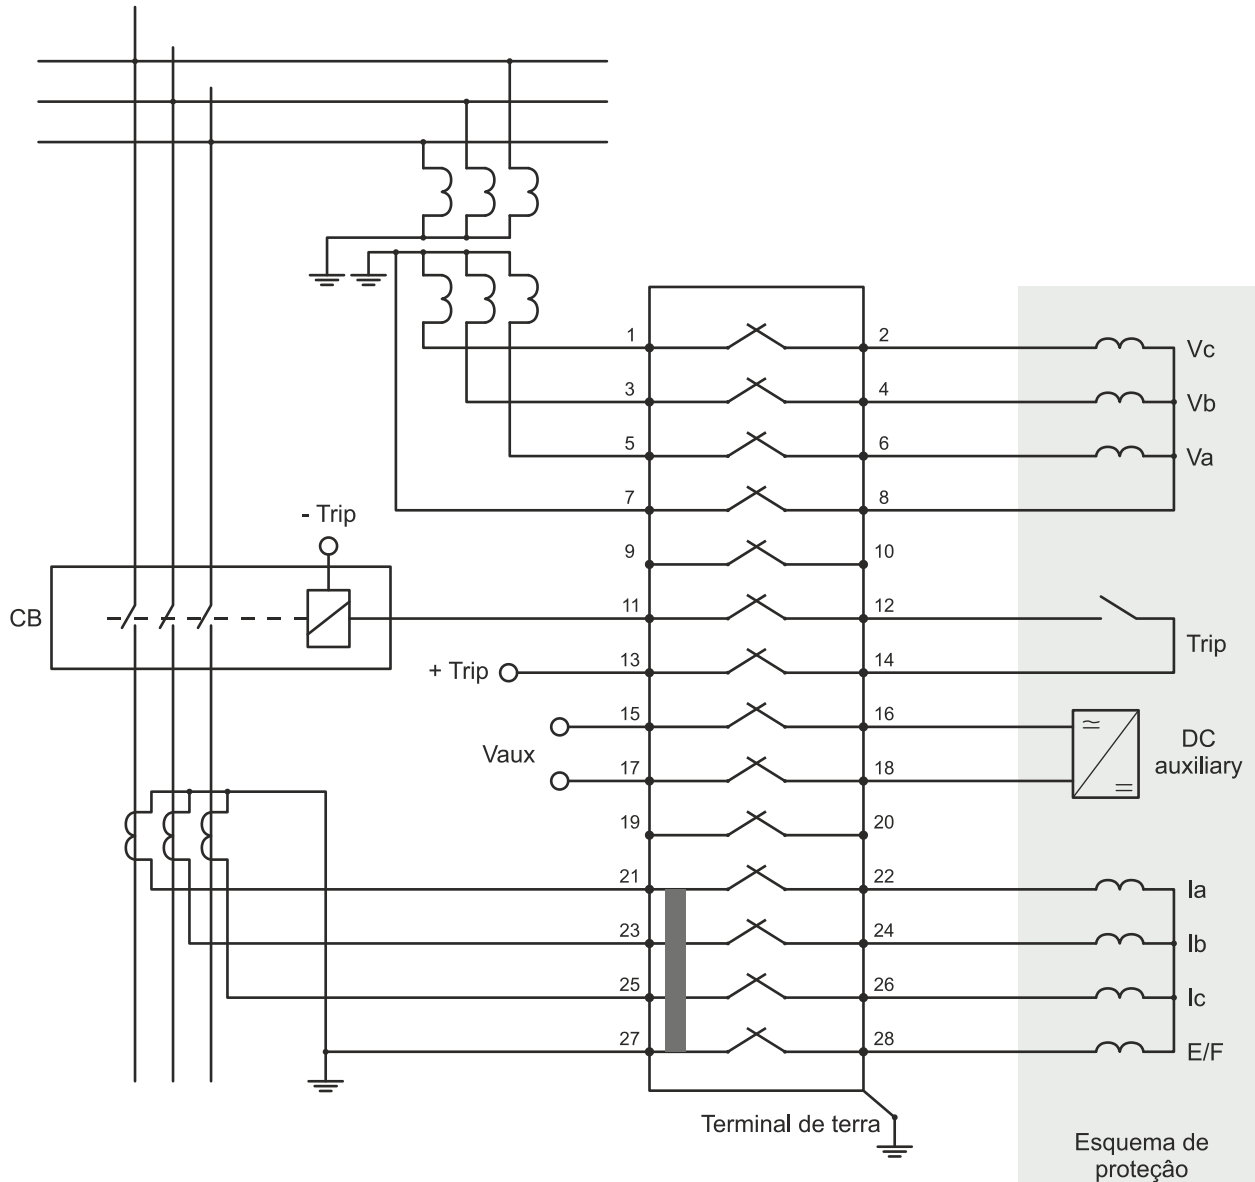 1
2
Vc
3
4
Vb
5
6
Va
7
8
- Trip
9
10
CB
11
12
Trip
+ Trip
13
14
15
16
Vaux
DC
auxiliary
17
18
19
20
21
22
Ia
23
24
Ib
25
26
Ic
27
28
E/F
Terminal de terra
Esquema de
proteçâo